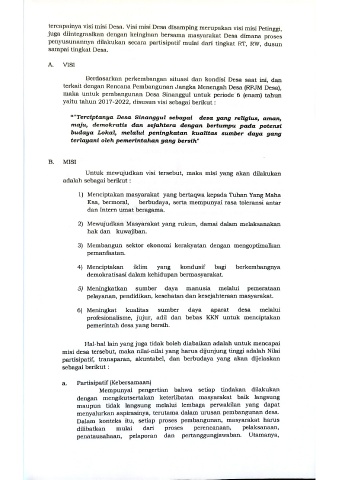 tercapainya visi misi Desa. Visi misi Desa disamping merupakan visi misi Petinggi,
juga diintegralkan dengan keinginan bersama masyarakat Desa dimana proses
penyusunannya dilakukan secara partisipatif mulai dari tingkat RT, RW, dusun
sampai tingkat Desa.
A. VISI
Berdasarkan perkembangan situasi dan kondisi Desa saat ini, dan
terkait dengan Rencana Pembangunan Jangka Menengah Desa (RPJM Desa),
maka untuk pembangunan Desa Sinanggul untuk periode 6 (enam) tahun
yaitu tahun 2017-2022, disusun visi sebagai berikut :
"Terciptanya Desa Sinanggul sebagai desa yang religius, aman,
maju, demokratis dan sejahtera dengan bertumpu pada potensi
budaya Lokal, melalui peningkatan kualitas sumber daya yang
terlayani oleh pemerintahan yang bersih"
B. MISI
Untuk mewujudkan visi tersebut, maka misi yang akan dilakukan
adalah sebagai berikut :
1) Menciptakan masyarakat yang bertaqwa kepada Tuhan Yang Maha
Esa, bermoral, berbudaya, serta mempunyai rasa toleransi antar
dan intern umat beragama.
2) Mewujudkan Masyarakat yang rukun, damai dalam melaksanakan
hak dan kuwajiban.
3) Membangun sektor ekonomi kerakyatan dengan mengoptimalkan
pemanfaatan.
4) Menciptakan iklim yang kondusif bagi berkembangnya
demokratisasi dalam kehidupan bermasyarakat.
5) Meningkatkan sumber daya manusia melalui pemerataan
pelayanan, pendidikan, kesehatan dan kesejahteraan masyarakat.
6) Meningkat kualitas sumber daya aparat desa melalui
profesionalisme, jujur, adil dan bebas KKN untuk menciptakan
pemerintah desa yang bersih.
Hal-hal lain yang juga tidak boleh diabaikan adalah untuk mencapai
misi desa tersebut, maka nilai-nilai yang harus dijunjung tinggi adalah Nilai
partisipatif, transparan, akuntabel, dan berbudaya yang akan dijelaskan
sebagai berikut :
a. Partisipatif (Kebersamaan)
Mempunyai pengertian bahwa setiap tindakan dilakukan
dengan mengikutsertakan keterlibatan masyarakat baik langsung
maupun tidak langsung melalui lembaga perwakilan yang dapat
menyalurkan aspirasinya, terutama dalam urusan pembangunan desa.
Dalam konteks itu, setiap proses pembangunan, masyarakat harus
dilibatkan mulai dari proses perencanaan, pelaksanaan,
penatausahaan, pelaporan dan pertanggungjawaban. Utamanya,